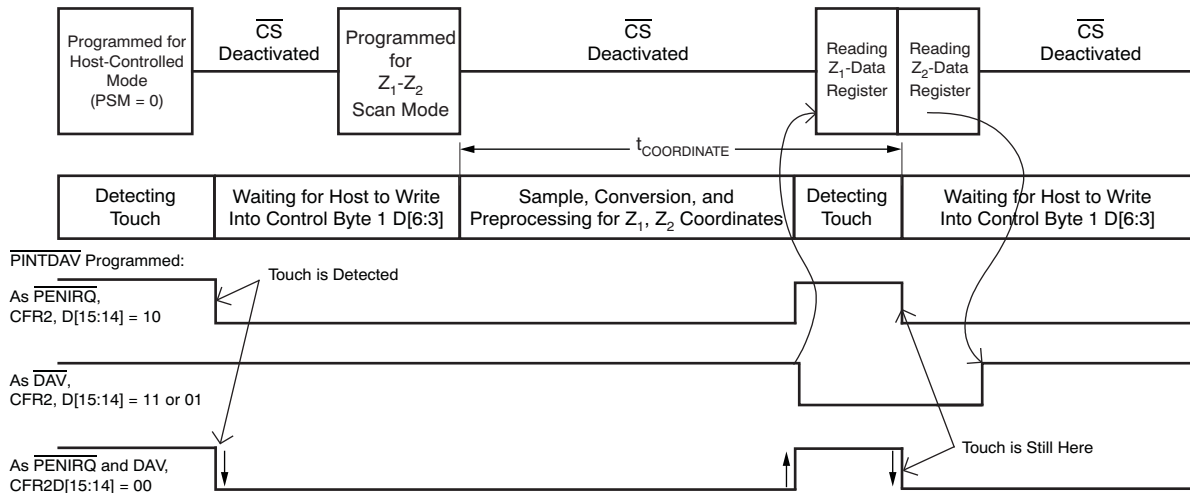 Programmed for
Host-Controlled
Mode
(PSM = 0)
CS
Deactivated
Programmed
for
Z1-Z2
Scan Mode
CS
Deactivated
Reading
Z1-Data
Register
Reading
Z2-Data
Register
CS
Deactivated
tCOORDINATE
Detecting
Touch
Waiting for Host to Write
Into Control Byte 1 D[6:3]
Sample, Conversion, and
Preprocessing for Z1, Z2 Coordinates
Detecting
Touch
Waiting for Host to Write
Into Control Byte 1 D[6:3]
PINTDAV Programmed:
Touch is Detected
As PENIRQ,
CFR2, D[15:14] = 10
As DAV,
CFR2, D[15:14] = 11 or 01
Touch is Still Here
As PENIRQ and DAV,
CFR2D[15:14] = 00